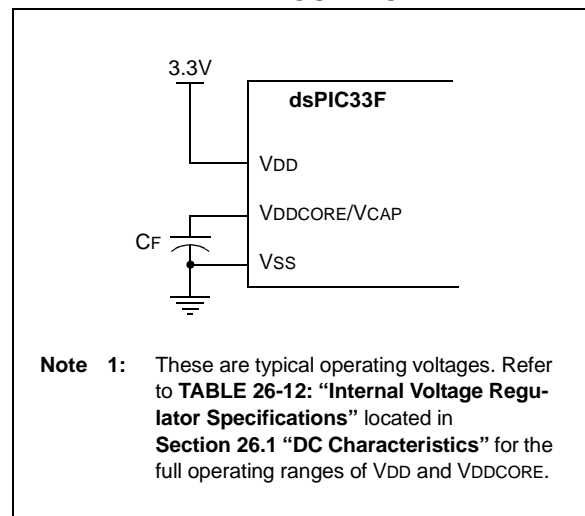 3.3V
dsPIC33F
VDD
VDDCORE/VCAP
CF
VSS
Note 1: These are typical operating voltages. Refer
to TABLE 26-12: “Internal Voltage Regu-
lator Specifications” located in
Section 26.1 “DC Characteristics” for the
full operating ranges of VDD and VDDCORE.